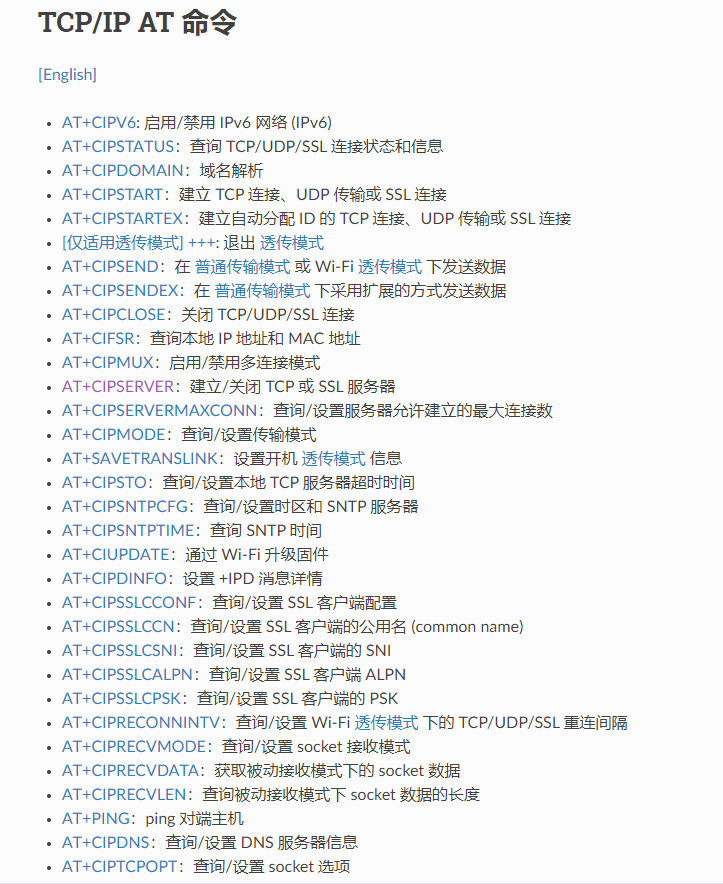 TCP/IP AT 命令
[English]
AT+CIPV6: 启用/禁用 IPv6 网络 (IPv6)
AT+CIPSTATUS：查询 TCP/UDP/SSL 连接状态和信息
AT+CIPDOMAIN：域名解析
AT+CIPSTART：建立 TCP 连接、UDP 传输或 SSL 连接
AT+CIPSTARTEX：建立自动分配 ID 的 TCP 连接、UDP 传输或 SSL 连接
[仅适用透传模式] +++: 退出 透传模式
AT+CIPSEND：在 普通传输模式 或 Wi-Fi 透传模式 下发送数据
AT+CIPSENDEX：在 普通传输模式 下采用扩展的方式发送数据
AT+CIPCLOSE：关闭 TCP/UDP/SSL 连接
AT+CIFSR：查询本地 IP 地址和 MAC 地址
AT+CIPMUX：启用/禁用多连接模式
AT+CIPSERVER：建立/关闭 TCP 或 SSL 服务器
AT+CIPSERVERMAXCONN：查询/设置服务器允许建立的最大连接数
AT+CIPMODE：查询/设置传输模式
AT+SAVETRANSLINK：设置开机 透传模式 信息
AT+CIPSTO：查询/设置本地 TCP 服务器超时时间
AT+CIPSNTPCFG：查询/设置时区和 SNTP 服务器
AT+CIPSNTPTIME：查询 SNTP 时间
AT+CIUPDATE：通过 Wi-Fi 升级固件
AT+CIPDINFO：设置 +IPD 消息详情
AT+CIPSSLCCONF：查询/设置 SSL 客户端配置
AT+CIPSSLCCN：查询/设置 SSL 客户端的公用名 (common name)
AT+CIPSSLCSNI：查询/设置 SSL 客户端的 SNI
AT+CIPSSLCALPN：查询/设置 SSL 客户端 ALPN
AT+CIPSSLCPSK：查询/设置 SSL 客户端的 PSK
AT+CIPRECONNINTV：查询/设置 Wi-Fi 透传模式 下的 TCP/UDP/SSL 重连间隔
AT+CIPRECVMODE：查询/设置 socket 接收模式
AT+CIPRECVDATA：获取被动接收模式下的 socket 数据
AT+CIPRECVLEN：查询被动接收模式下 socket 数据的长度
AT+PING：ping 对端主机
AT+CIPDNS：查询/设置 DNS 服务器信息
AT+CIPTCPOPT：查询/设置 socket 选项